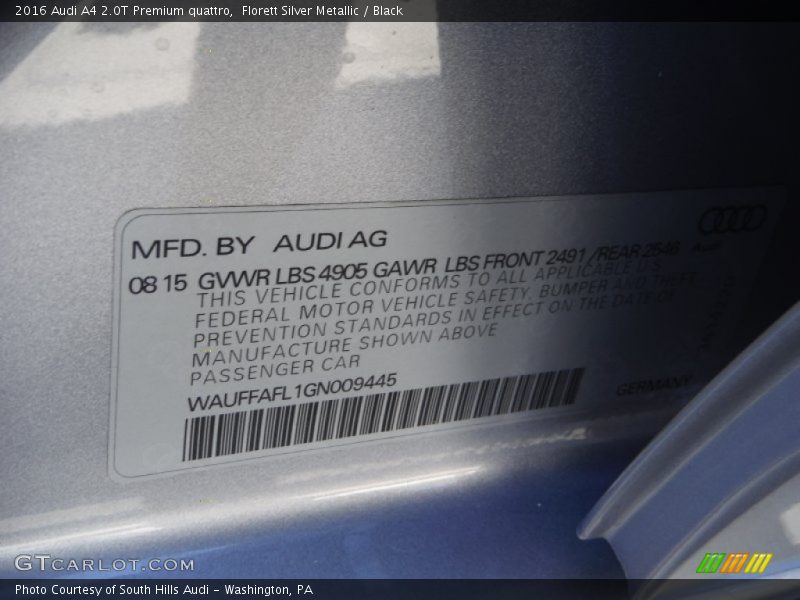 2016 Audi A4 2.0T Premium quattro,  Florett Silver Metallic / Black
MFD. BY AUDI AG
Audi
08 15 GVWR LBS 4905 GAWR LBS FRONT 2491 /REAR 2646
THIS VEHICLE CONFORMS TO ALL APPLICABLE U.S.
FEDERAL MOTOR VEHICLE SAFETY, BUMPER AND THEFT
PREVENTION STANDARDS IN EFFECT ON THE DATE OF
MANUFACTURE SHOWN ABOVE
PASSENGER CAR
WAUFFAFL1GN009445
GERMANY
GTCARLOT.COM
Photo Courtesy of South Hills Audi - Washington, PA